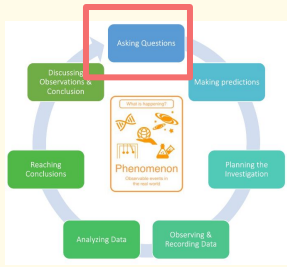 Asking Questions
Making predictions
Planning the
Investigation
Observing &
Recording Data
Analyzing Data
Reaching
Conclusions
Discussing
Observations &
Conclusion
What is happening?
Phenomenon
Observable events in
the real world